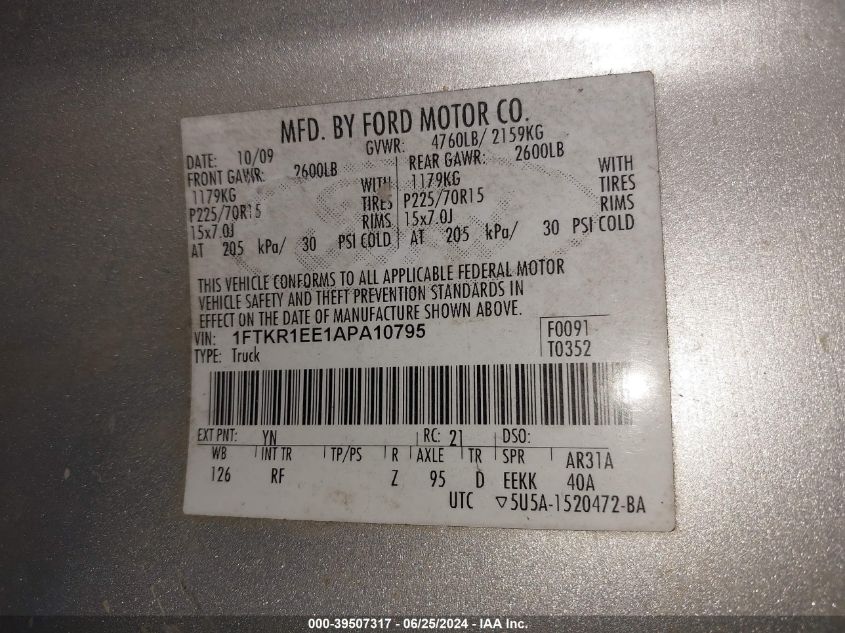 MFD. BY FORD MOTOR CO.
DATE: 10/09 GVWR: 4760LB/ 2159KG
FRONT GAWR: 2600LB REAR GAWR: 2600LB
1179KG WITH 1179KG WITH
P225/70R15 TIRES P225/70R15 TIRES
15x7.0J RIMS 15x7.0J RIMS
AT 205 kPa/ 30 PSI COLD AT 205 kPa/ 30 PSI COLD
THIS VEHICLE CONFORMS TO ALL APPLICABLE FEDERAL MOTOR
VEHICLE SAFETY AND THEFT PREVENTION STANDARDS IN
EFFECT ON THE DATE OF MANUFACTURE SHOWN ABOVE.
VIN: 1FTKR1EE1APA10795 F0091
TYPE: Truck T0352
EXT PNT: YN RC: 21 DSO:
WB INT TR TP/PS R AXLE TR SPR AR31A
126 RF Z 95 D EEKK 40A
UTC ▽5U5A-1520472-BA
000-39507317 - 06/25/2024 - IAA Inc.